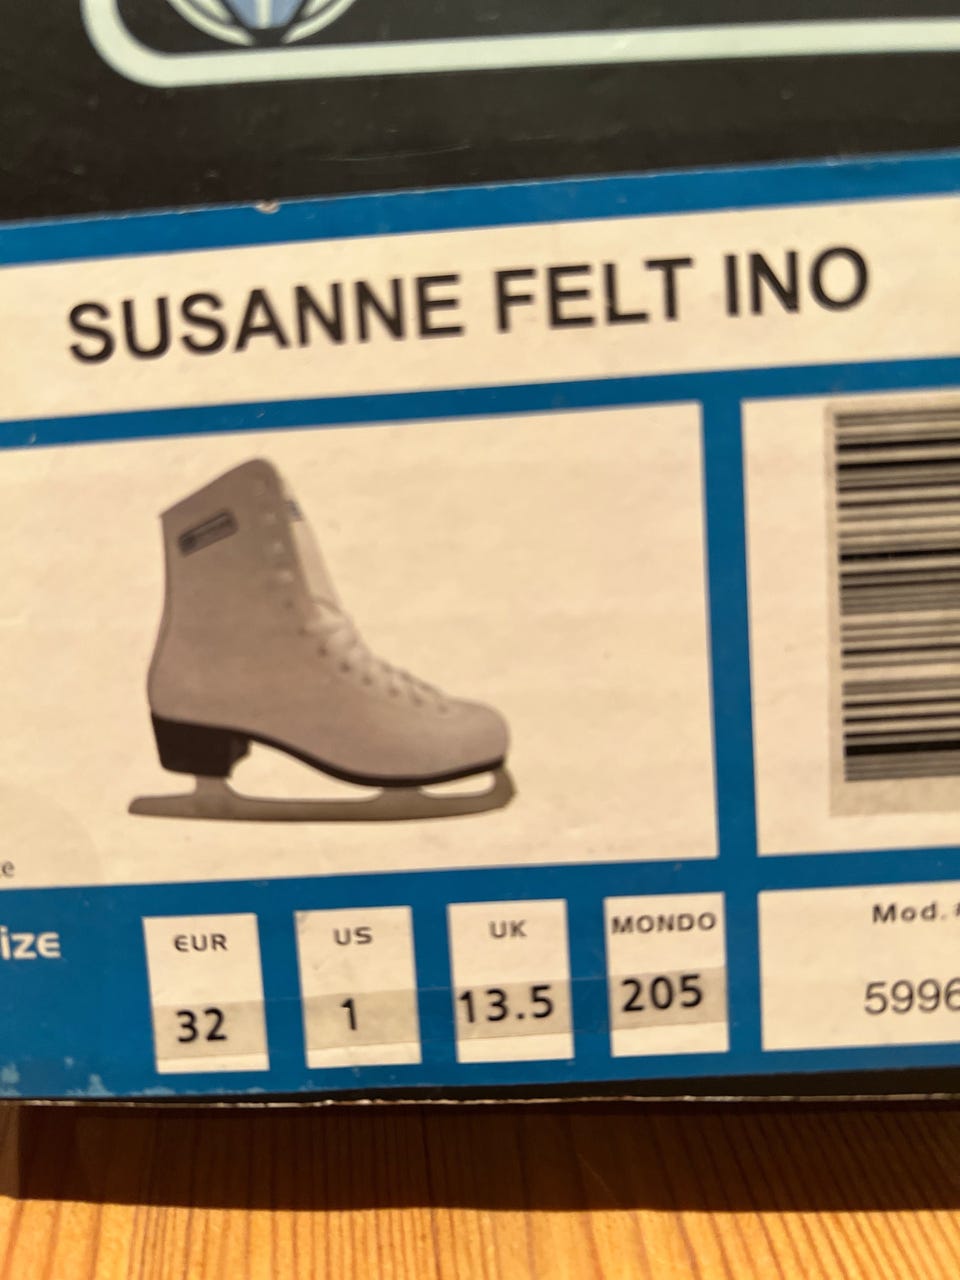 SUSANNE FELT INO
ize
EUR
US
UK
MONDO
Mod.
32
1
13.5
205
5996